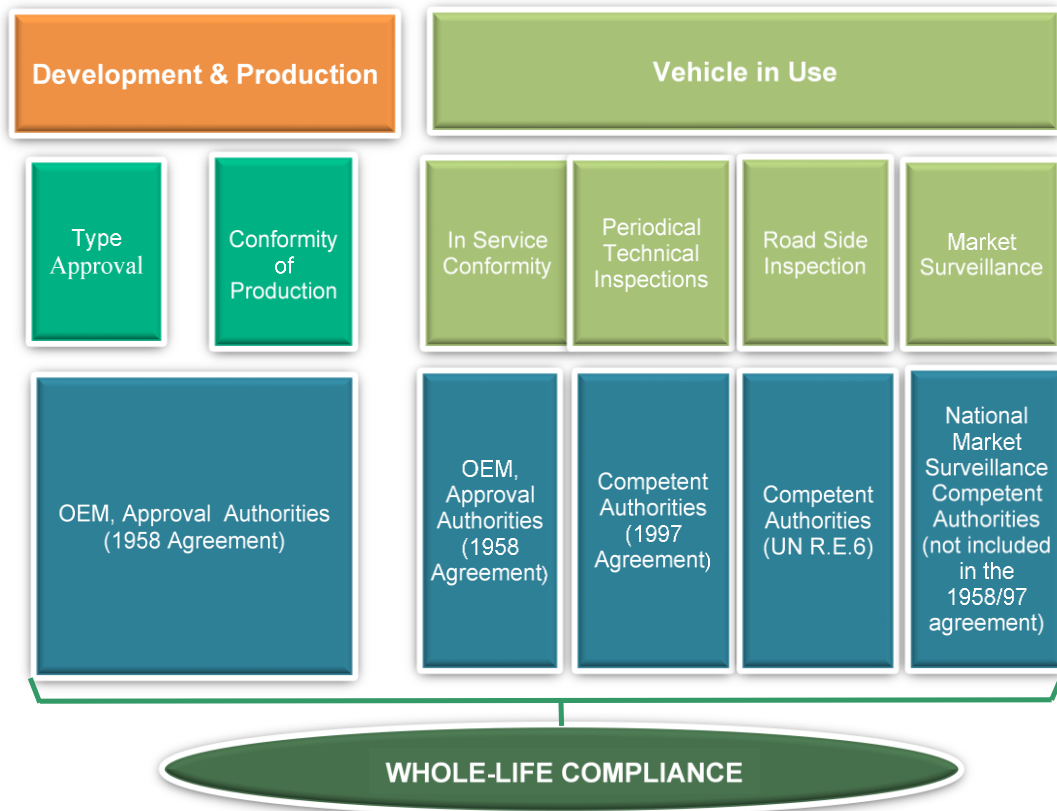 Development & Production
Vehicle in Use
Type
Approval
Conformity
of
Production
In Service
Conformity
Periodical
Technical
Inspections
Road Side
Inspection
Market
Surveillance
OEM, Approval Authorities
(1958 Agreement)
OEM,
Approval
Authorities
(1958
Agreement)
Competent
Authorities
(1997
Agreement)
Competent
Authorities
(UN R.E.6)
National
Market
Surveillance
Competent
Authorities
(not included
in the
1958/97
agreement)
WHOLE-LIFE COMPLIANCE